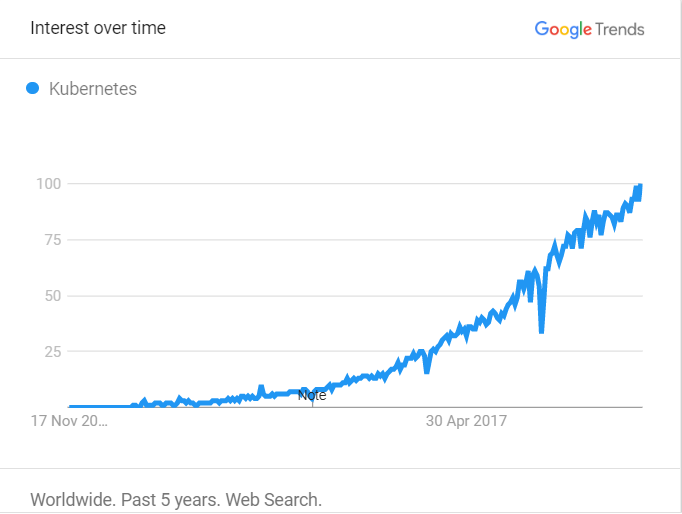 Interest over time
Google Trends
Kubernetes
100
75
50
25
Note
17 Nov 20...
30 Apr 2017
Worldwide. Past 5 years. Web Search.